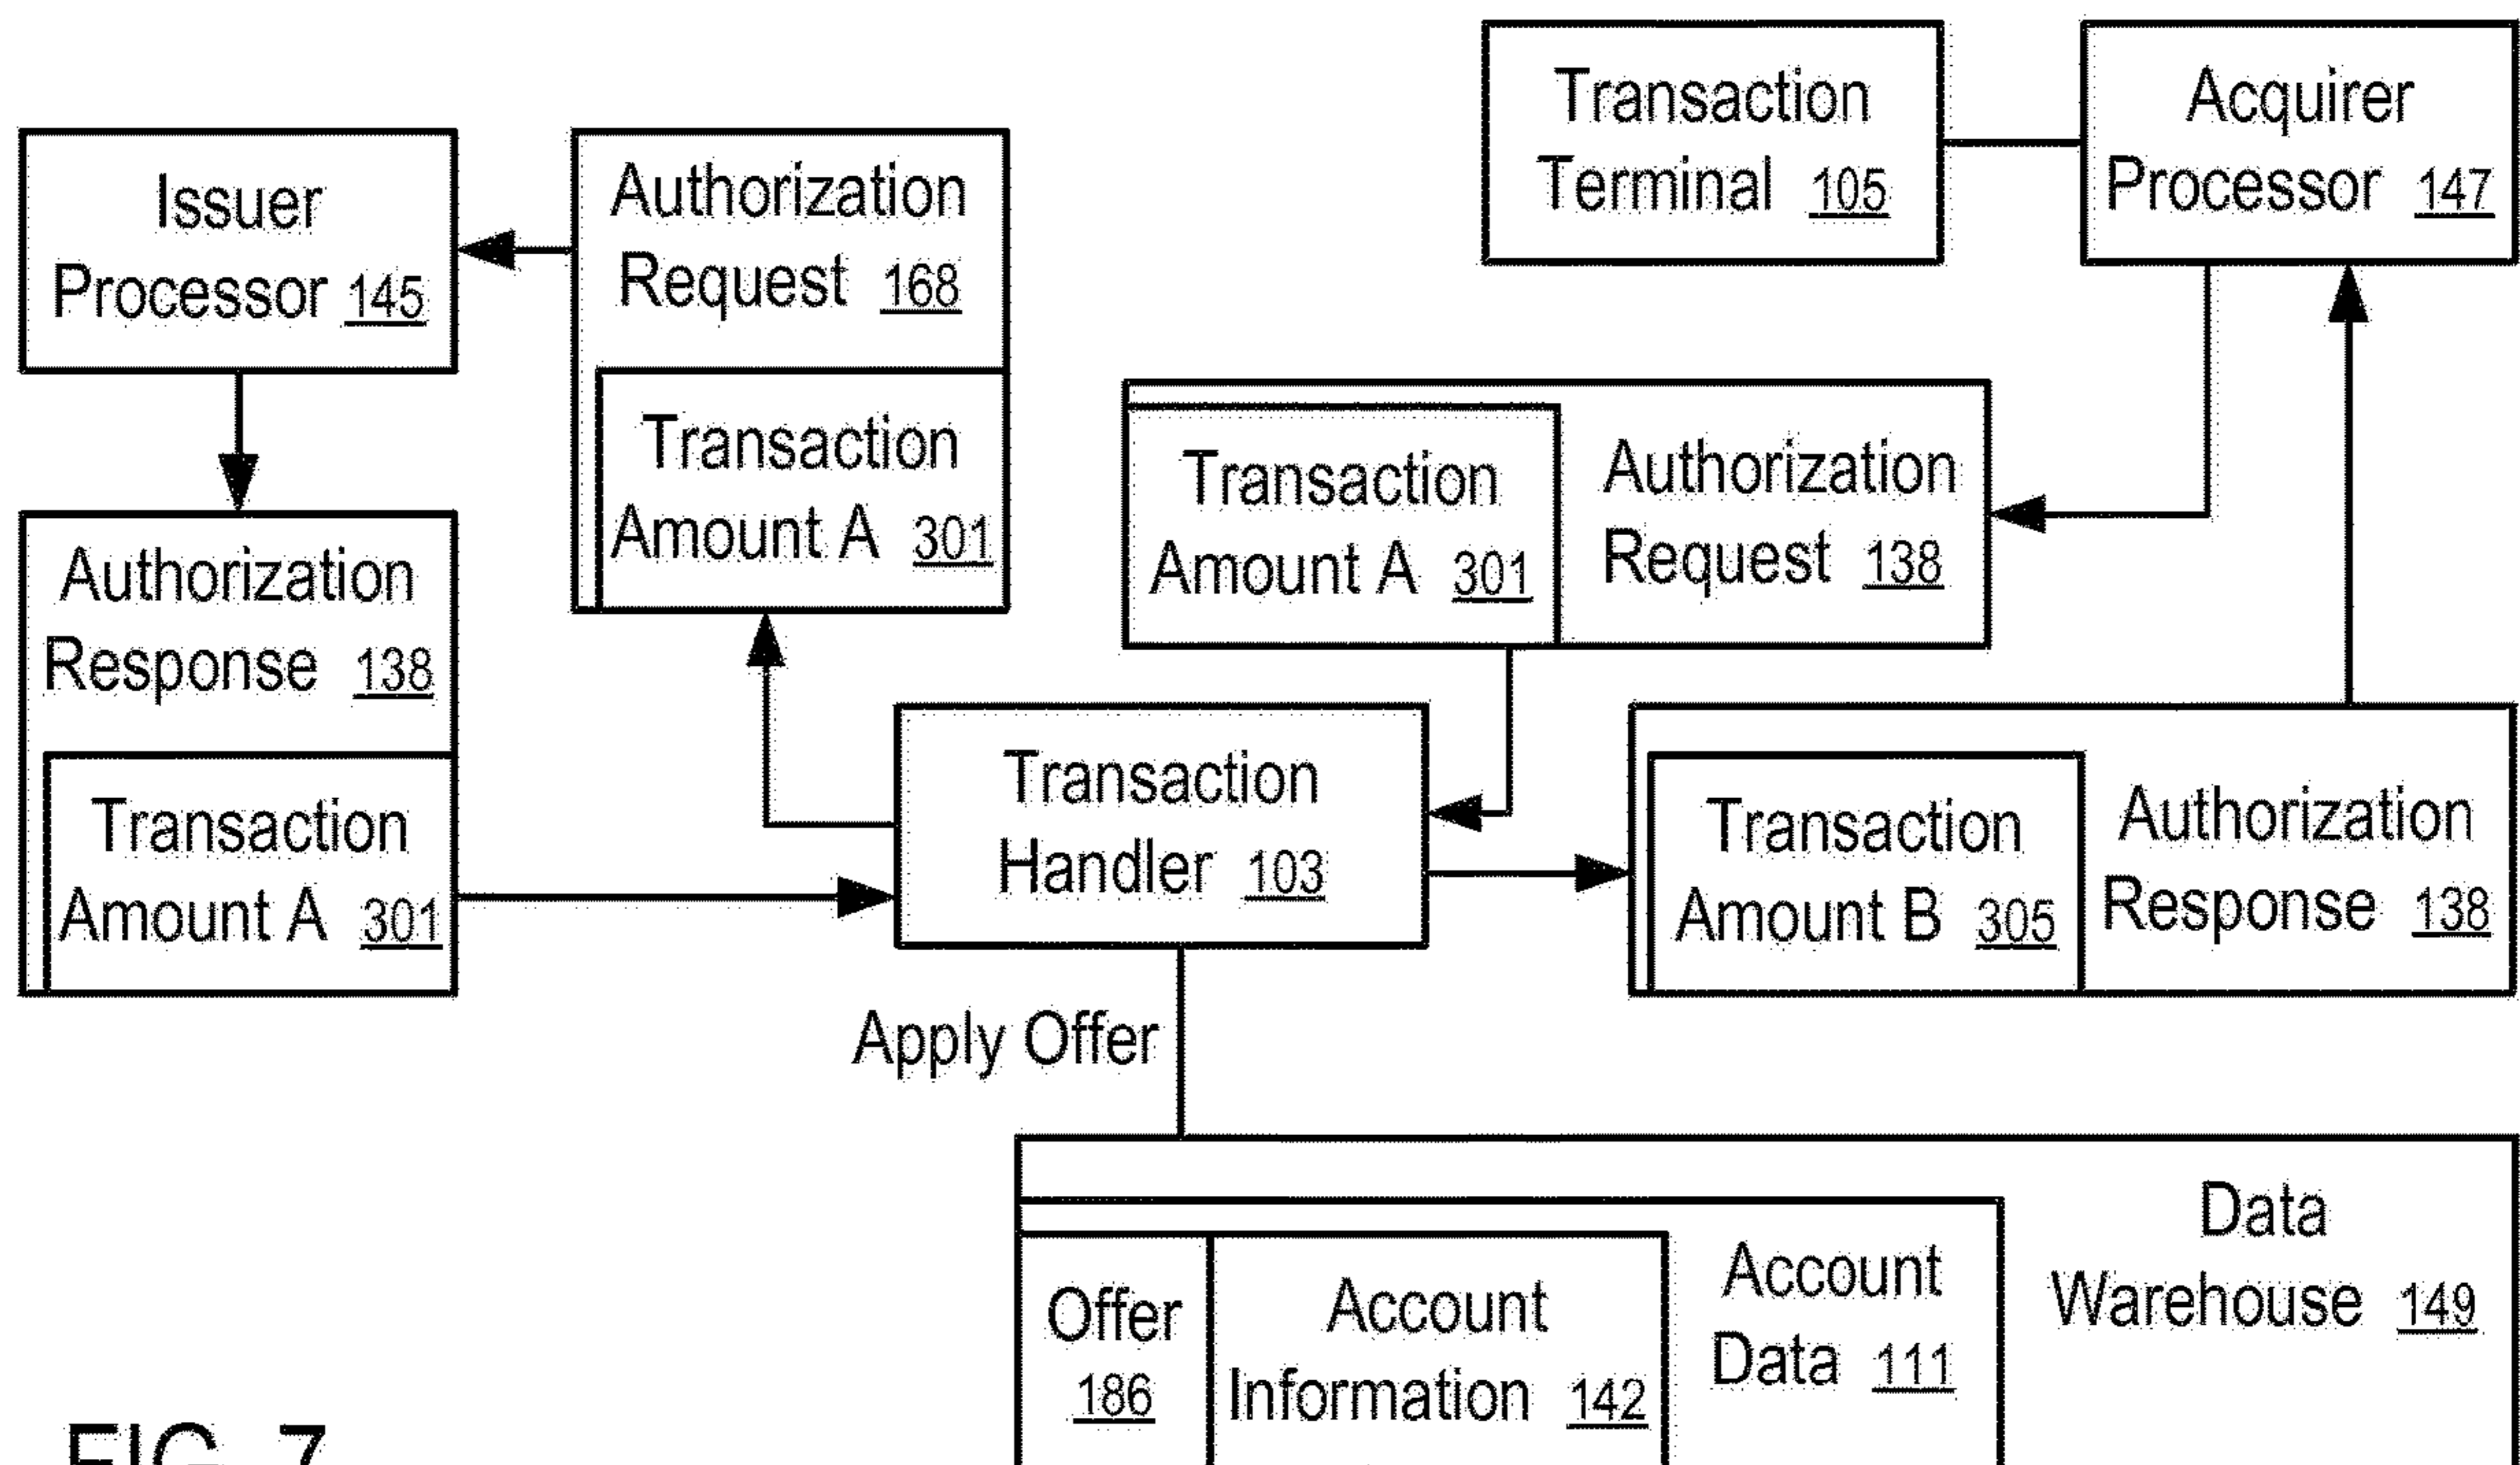 Transaction
Terminal 105
Acquirer
Processor 147
Issuer
Processor 145
Authorization
Request 168
Transaction
Amount A 301
Transaction
Amount A 301
Authorization
Request 138
Authorization
Response 138
Transaction
Amount A 301
Transaction
Handler 103
Transaction
Amount B 305
Authorization
Response 138
Apply Offer
Data
Warehouse 149
Account
Data 111
Offer
186
Account
Information 142
FIG. 7